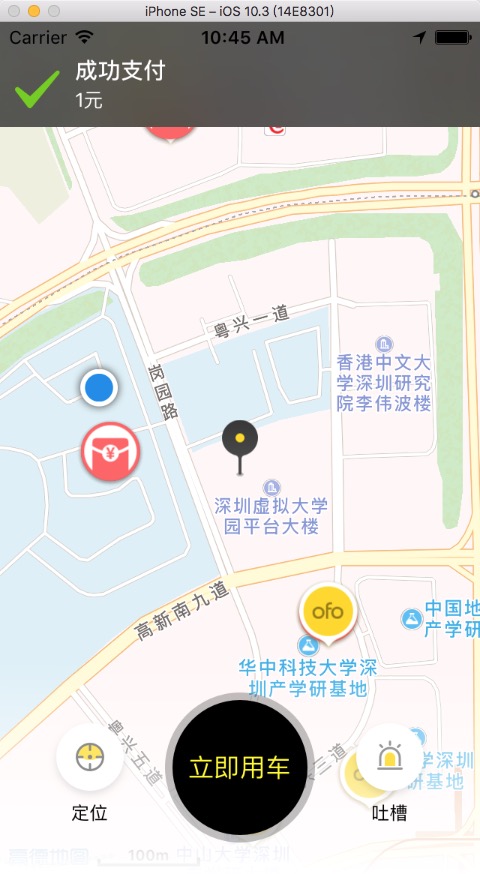 iPhone SE – iOS 10.3 (14E8301)
Carrier 10:45 AM
成功支付
1元
粤兴一道
岗园路
香港中文大
学深圳研究
院李伟波楼
¥
深圳虚拟大学
园平台大楼
高新南九道
ofo
中国地
产学研
华中科技大学深
圳产学研基地
粤兴五道
三道
立即用车
学深圳
研基地
定位
吐槽
高德地图
100m
中山大学深圳